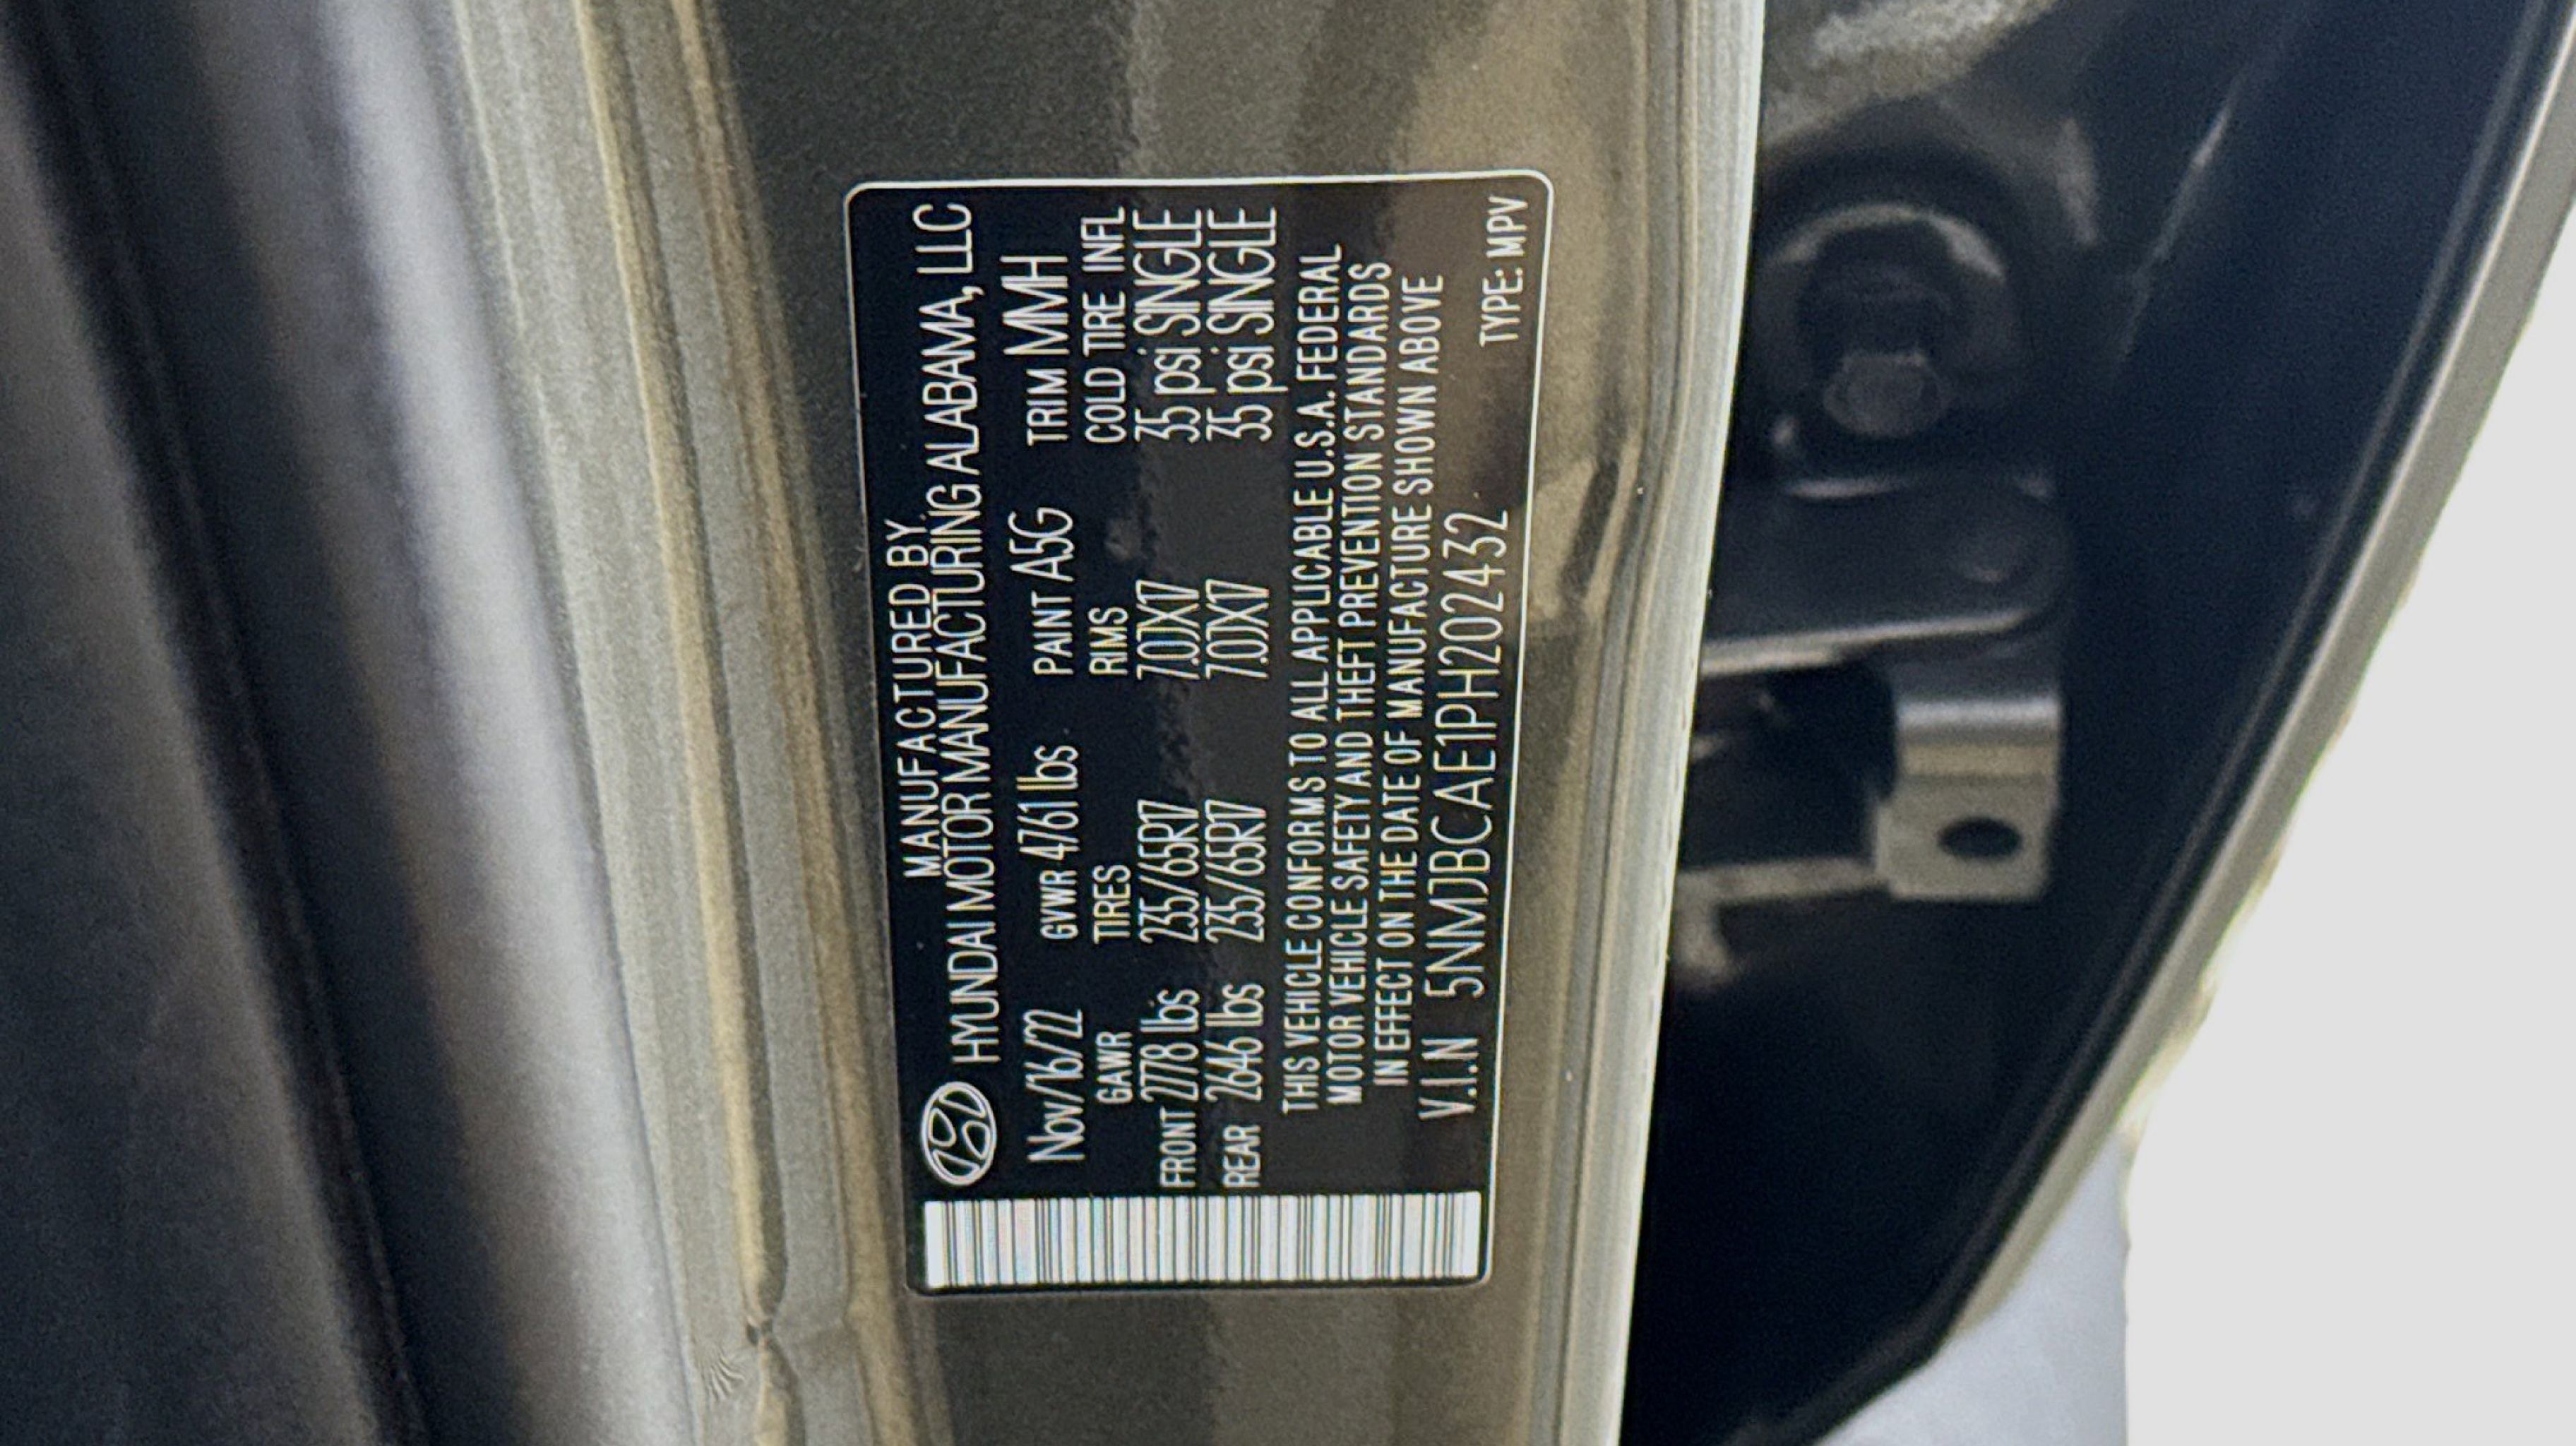 MANUFACTURED BY
HYUNDAI MOTOR MANUFACTURING ALABAMA, LLC
Nov/16/22 GVWR 4761 lbs PAINT A5G TRIM MMH
GAWR TIRES RIMS COLD TIRE INFL
FRONT 2778 lbs 235/65R17 7.0JX17 35 psi SINGLE
REAR 2646 lbs 235/65R17 7.0JX17 35 psi SINGLE
THIS VEHICLE CONFORMS TO ALL APPLICABLE U.S.A. FEDERAL
MOTOR VEHICLE SAFETY AND THEFT PREVENTION STANDARDS
IN EFFECT ON THE DATE OF MANUFACTURE SHOWN ABOVE
V.I.N 5NMJBCAE1PH202432
TYPE: MPV